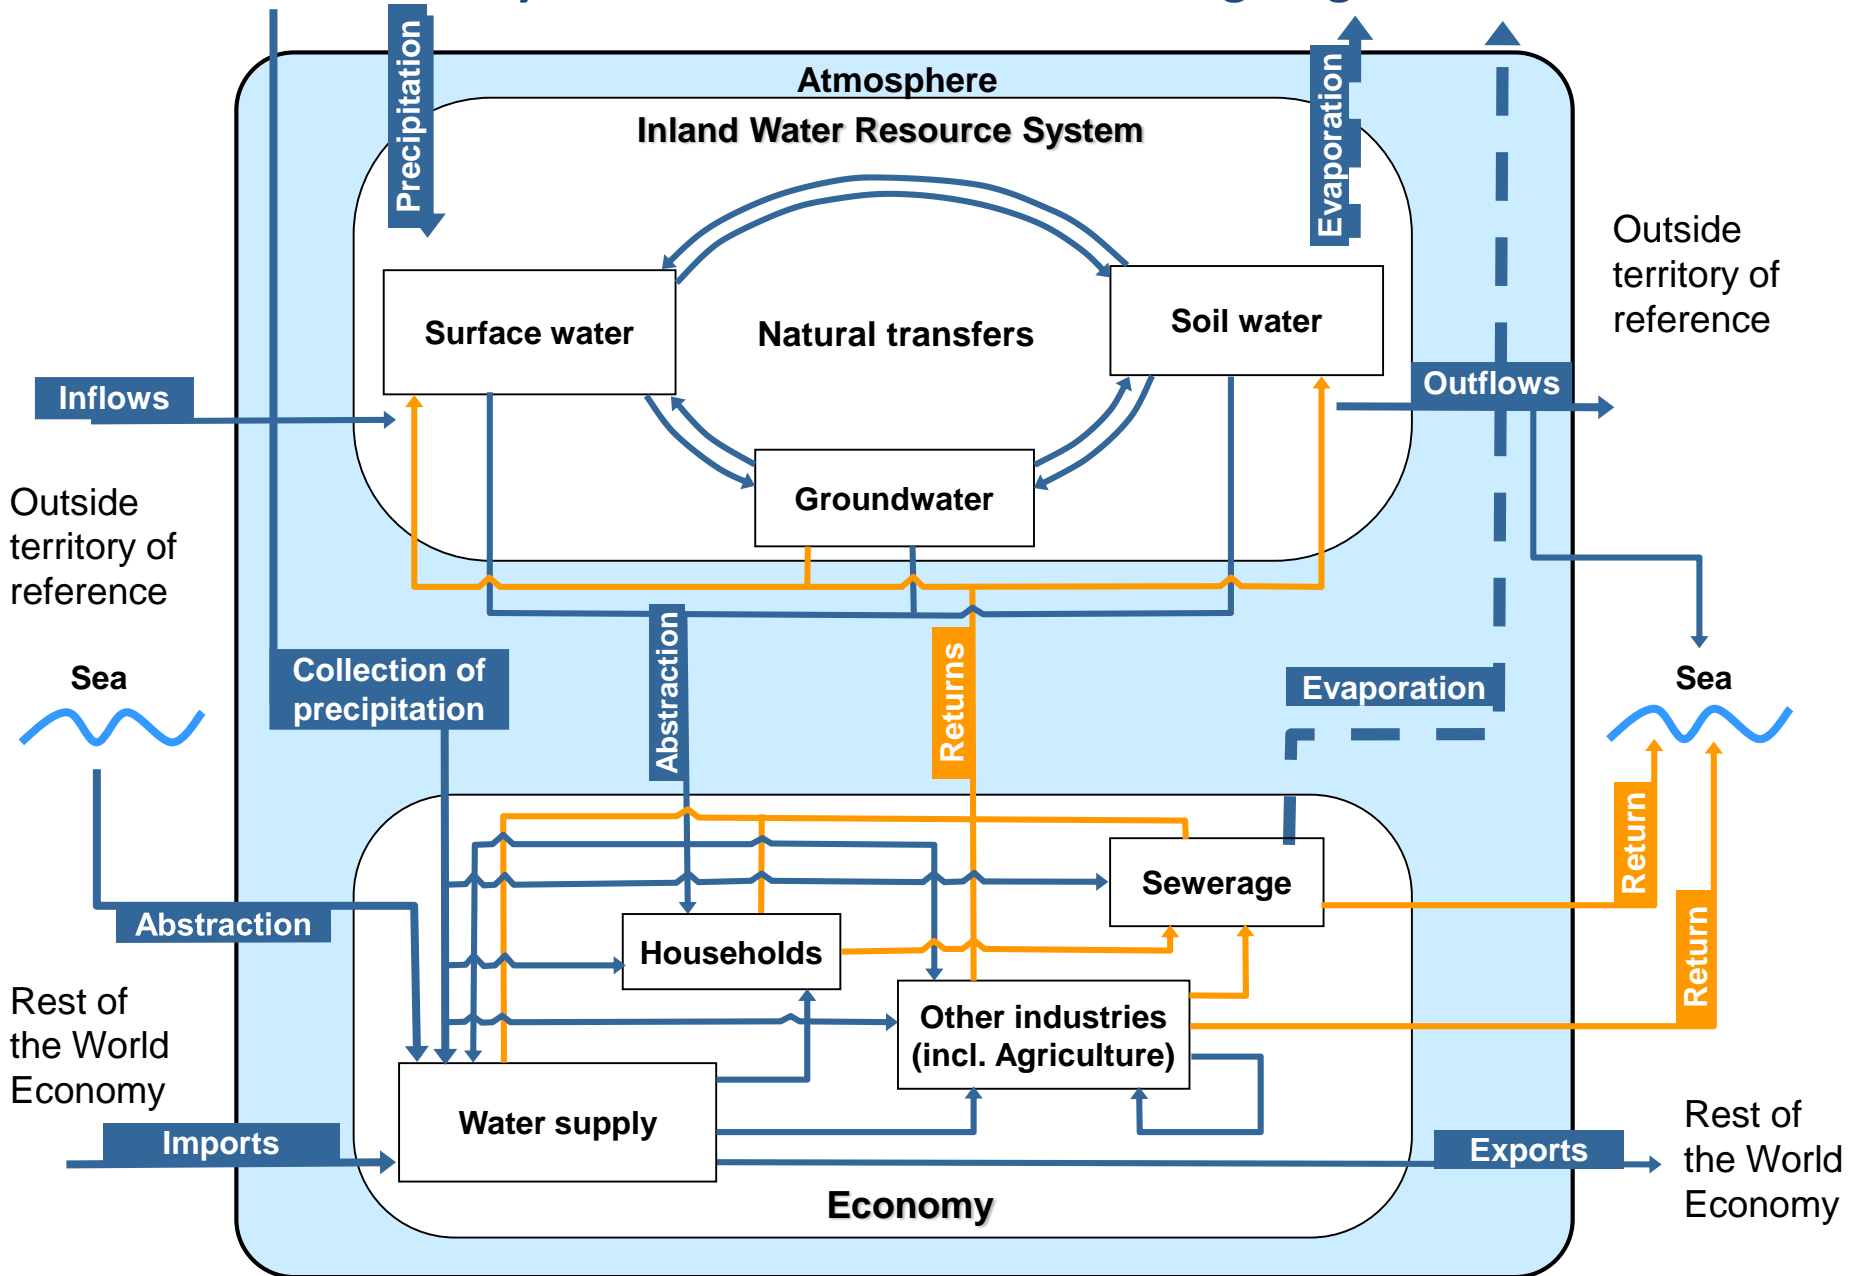 Atmosphere
Precipitation
Evaporation
Inland Water Resource System
Outside
territory of
reference
Surface water
Natural transfers
Soil water
Inflows
Outflows
Groundwater
Outside
territory of
reference
Abstraction
Returns
Collection of
precipitation
Sea
Evaporation
Sea
Return
Sewerage
Abstraction
Households
Return
Rest of
the World
Economy
Other industries
(incl. Agriculture)
Water supply
Imports
Exports
Rest of
the World
Economy
Economy